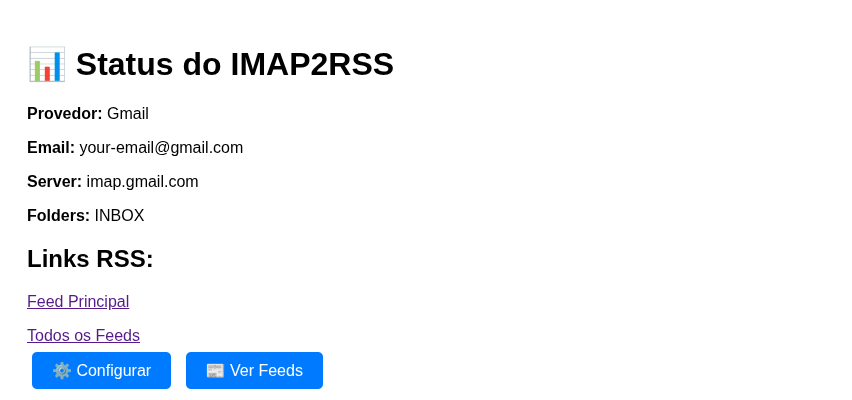 📊 Status do IMAP2RSS
Provedor: Gmail
Email: your-email@gmail.com
Server: imap.gmail.com
Folders: INBOX
Links RSS:
Feed Principal
Todos os Feeds
⚙️ Configurar 📰 Ver Feeds